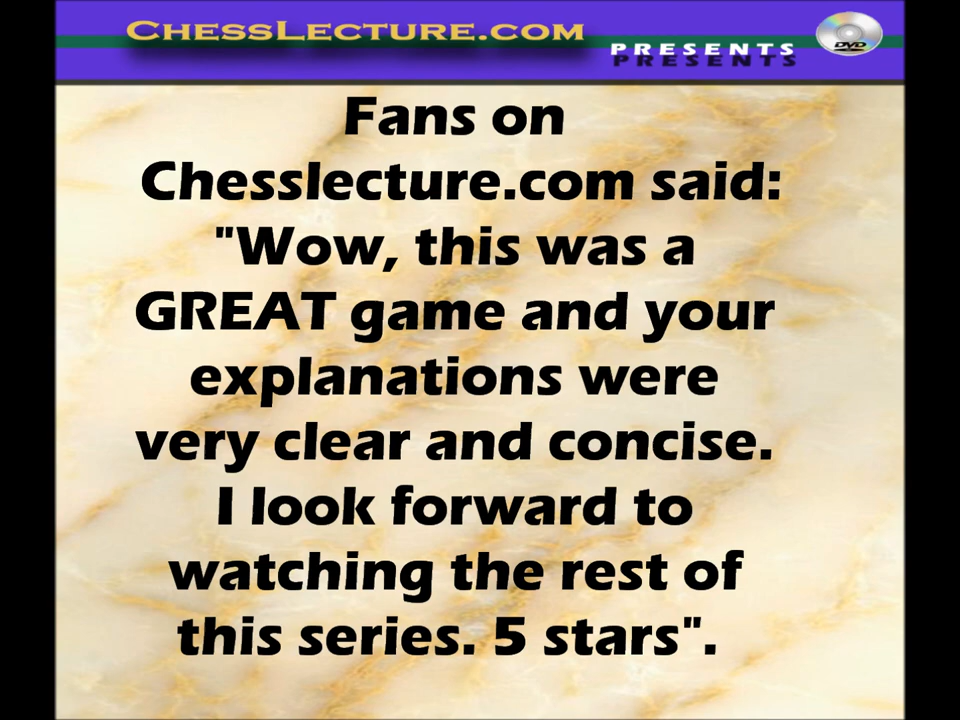 ChessLecture.com
PRESENTS
DVD
Fans on
Chesslecture.com said:
"Wow, this was a
GREAT game and your
explanations were
very clear and concise.
I look forward to
watching the rest of
this series. 5 stars".